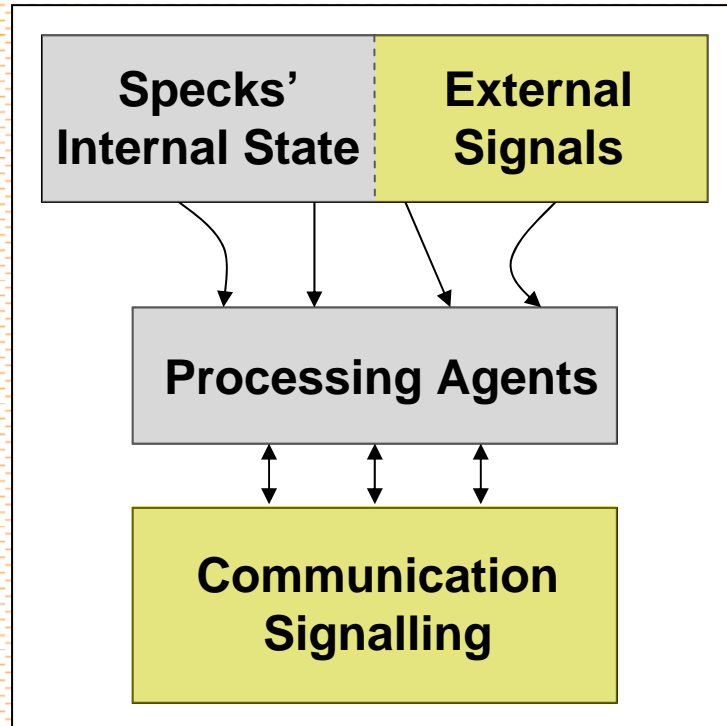 Specks’
Internal State
External
Signals
Processing Agents
Communication
Signalling